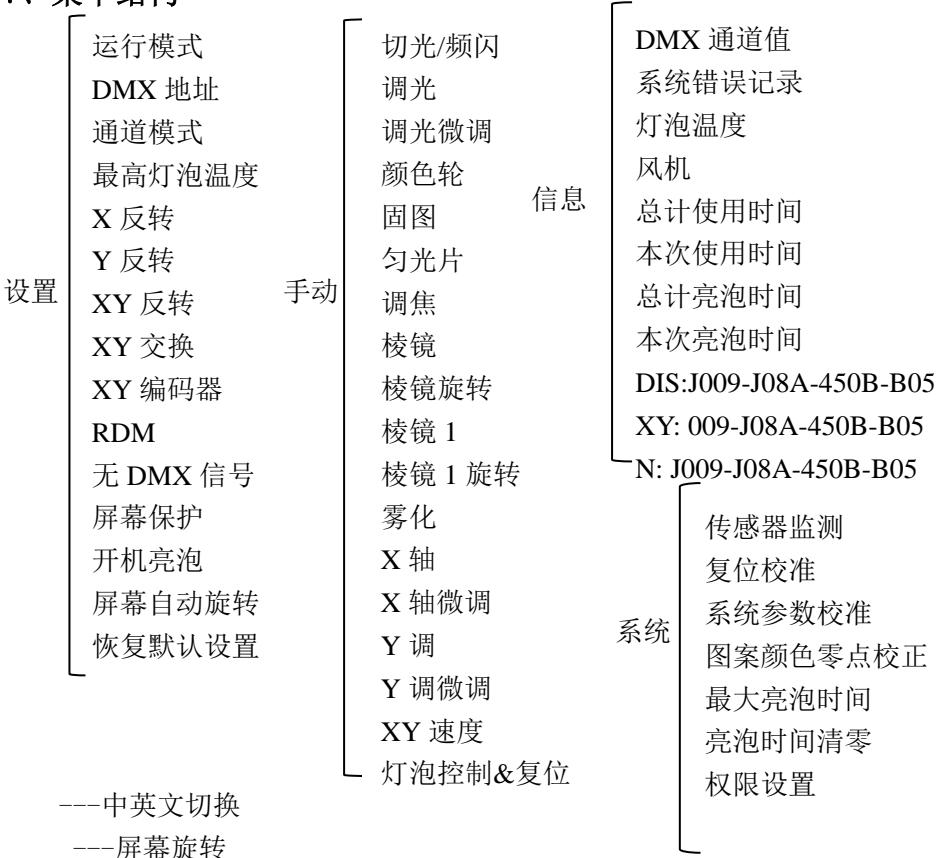 设置
运行模式
DMX 地址
通道模式
最高灯泡温度
X 反转
Y 反转
XY 反转
XY 交换
XY 编码器
RDM
无 DMX 信号
屏幕保护
开机亮泡
屏幕自动旋转
恢复默认设置
手动
切光/频闪
调光
调光微调
颜色轮
固图
匀光片
调焦
棱镜
棱镜旋转
棱镜 1
棱镜 1 旋转
雾化
X 轴
X 轴微调
Y 调
Y 调微调
XY 速度
灯泡控制&复位
信息
DMX 通道值
系统错误记录
灯泡温度
风机
总计使用时间
本次使用时间
总计亮泡时间
本次亮泡时间
DIS:J009-J08A-450B-B05
XY: 009-J08A-450B-B05
N: J009-J08A-450B-B05
系统
传感器监测
复位校准
系统参数校准
图案颜色零点校正
最大亮泡时间
亮泡时间清零
权限设置
---中英文切换
---屏幕旋转